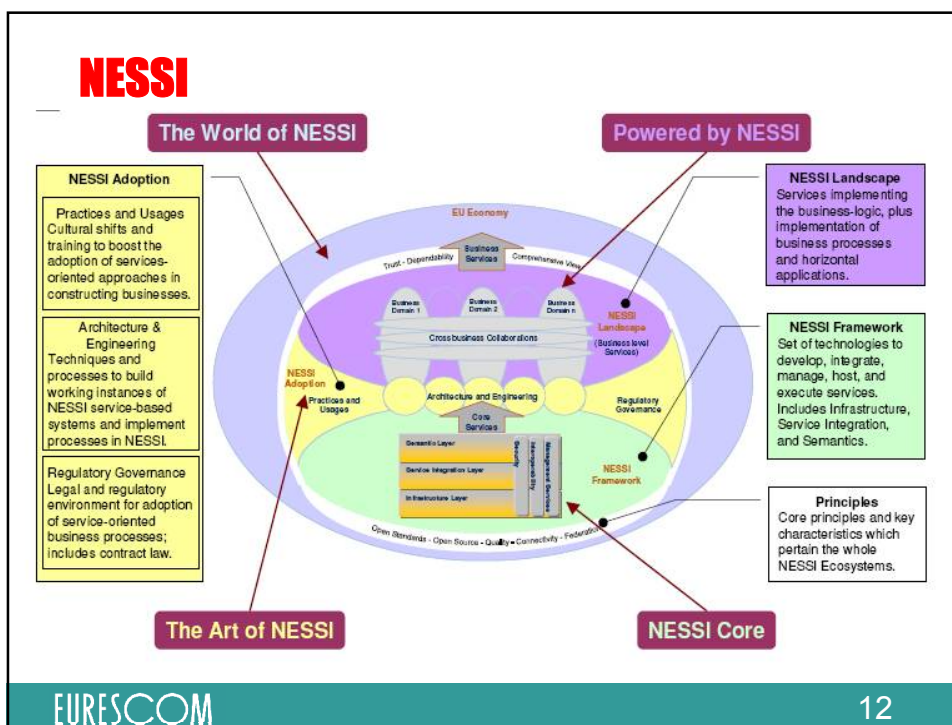 NESSI
The World of NESSI
Powered by NESSI
NESSI Adoption
Practices and Usages
Cultural shifts and
training to boost the
adoption of services-
oriented approaches in
constructing businesses.
Architecture &
Engineering
Techniques and
processes to build
working instances of
NESSI service-based
systems and implement
processes in NESSI.
Regulatory Governance
Legal and regulatory
environment for adoption
of service-oriented
business processes;
includes contract law.
EU Economy
Business
Services
Trust - Dependability
Comprehensive View
Business
Domain 1
Business
Domain 2
Business
Domain n
Cross business Collaborations
NESSI
Landscape
(Business level
Services)
NESSI
Adoption
Practices and
Usages
Architecture and Engineering
Regulatory
Governance
Core
Services
Semantic Layer
Service Integration Layer
Infrastructure Layer
Security
Interoperability
Management Services
NESSI
Framework
Open Standards - Open Source - Quality - Connectivity - Federation
NESSI Landscape
Services implementing
the business-logic, plus
implementation of
business processes
and horizontal
applications.
NESSI Framework
Set of technologies to
develop, integrate,
manage, host, and
execute services.
Includes Infrastructure,
Service Integration,
and Semantics.
Principles
Core principles and key
characteristics which
pertain the whole
NESSI Ecosystems.
The Art of NESSI
NESSI Core
EURESCOM
12